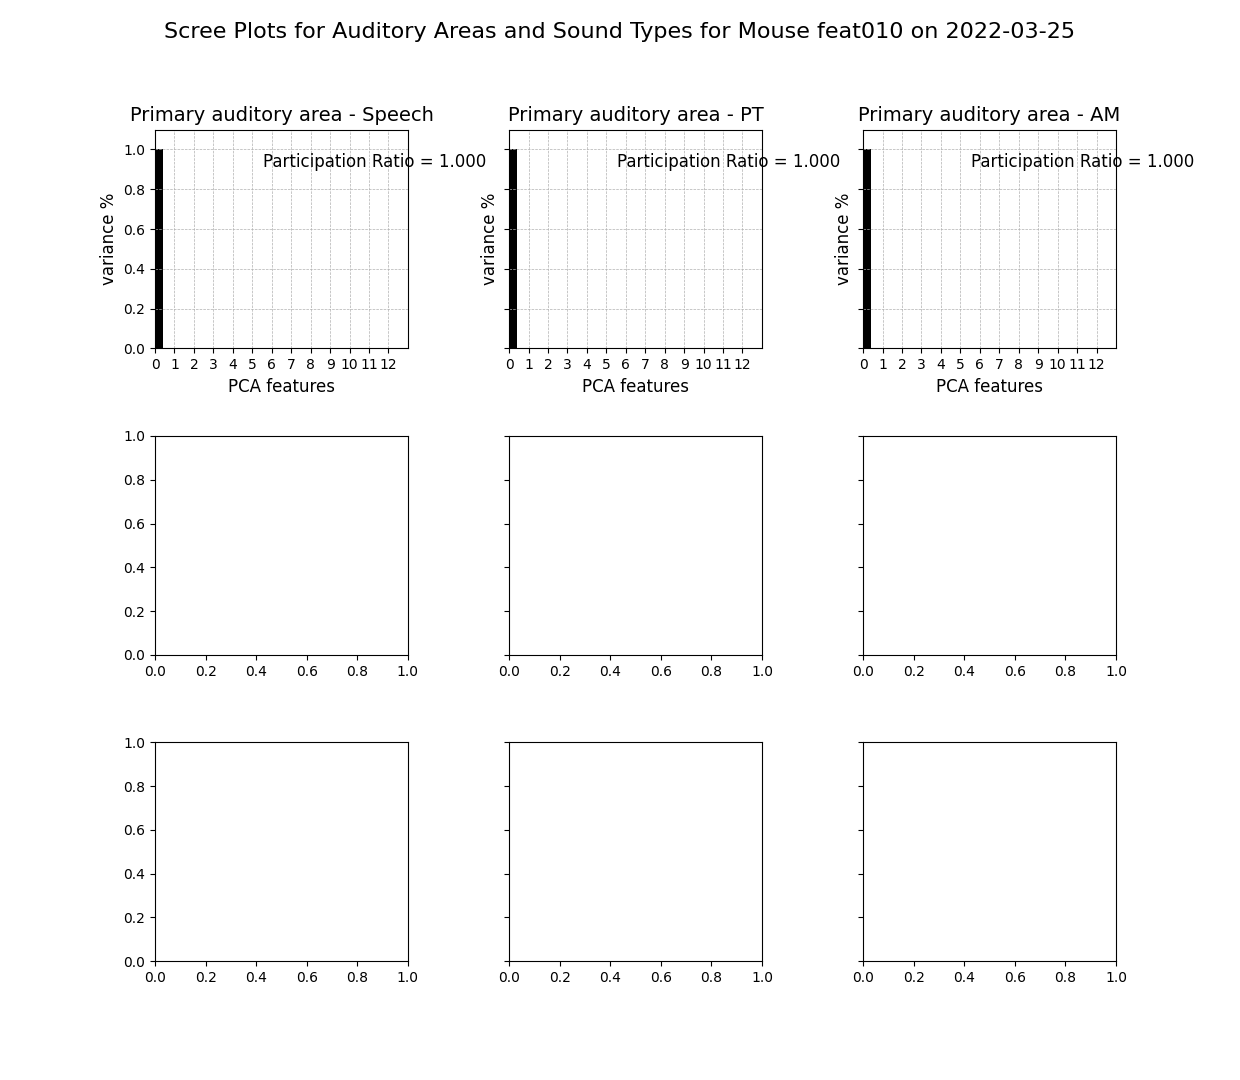 Scree Plots for Auditory Areas and Sound Types for Mouse feat010 on 2022-03-25
Primary auditory area - Speech
Primary auditory area - PT
Primary auditory area - AM
1.0
0.8
0.6
0.4
0.2
0.0
variance %
Participation Ratio = 1.000
0 1 2 3 4 5 6 7 8 9 10 11 12
PCA features
variance %
Participation Ratio = 1.000
0 1 2 3 4 5 6 7 8 9 10 11 12
PCA features
variance %
Participation Ratio = 1.000
0 1 2 3 4 5 6 7 8 9 10 11 12
PCA features
1.0
0.8
0.6
0.4
0.2
0.0
0.0 0.2 0.4 0.6 0.8 1.0
0.0 0.2 0.4 0.6 0.8 1.0
0.0 0.2 0.4 0.6 0.8 1.0
1.0
0.8
0.6
0.4
0.2
0.0
0.0 0.2 0.4 0.6 0.8 1.0
0.0 0.2 0.4 0.6 0.8 1.0
0.0 0.2 0.4 0.6 0.8 1.0